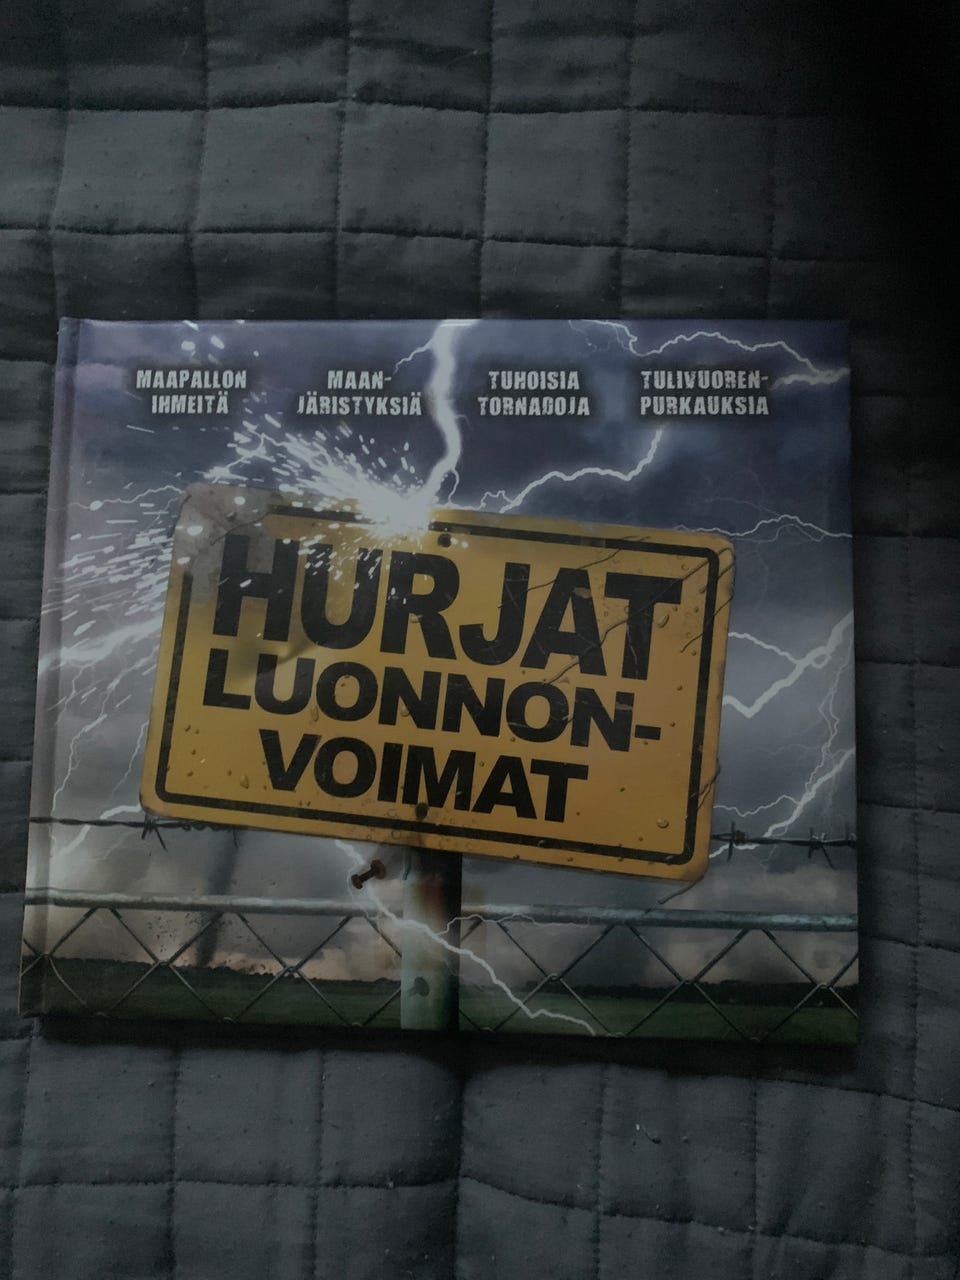 MAAPALLON
IHMEITÄ
MAAN-
JÄRISTYKSIÄ
TUHOISIA
TORNADOJA
TULIVUOREN-
PURKAUKSIA
HURJAT
LUONNON-
VOIMAT